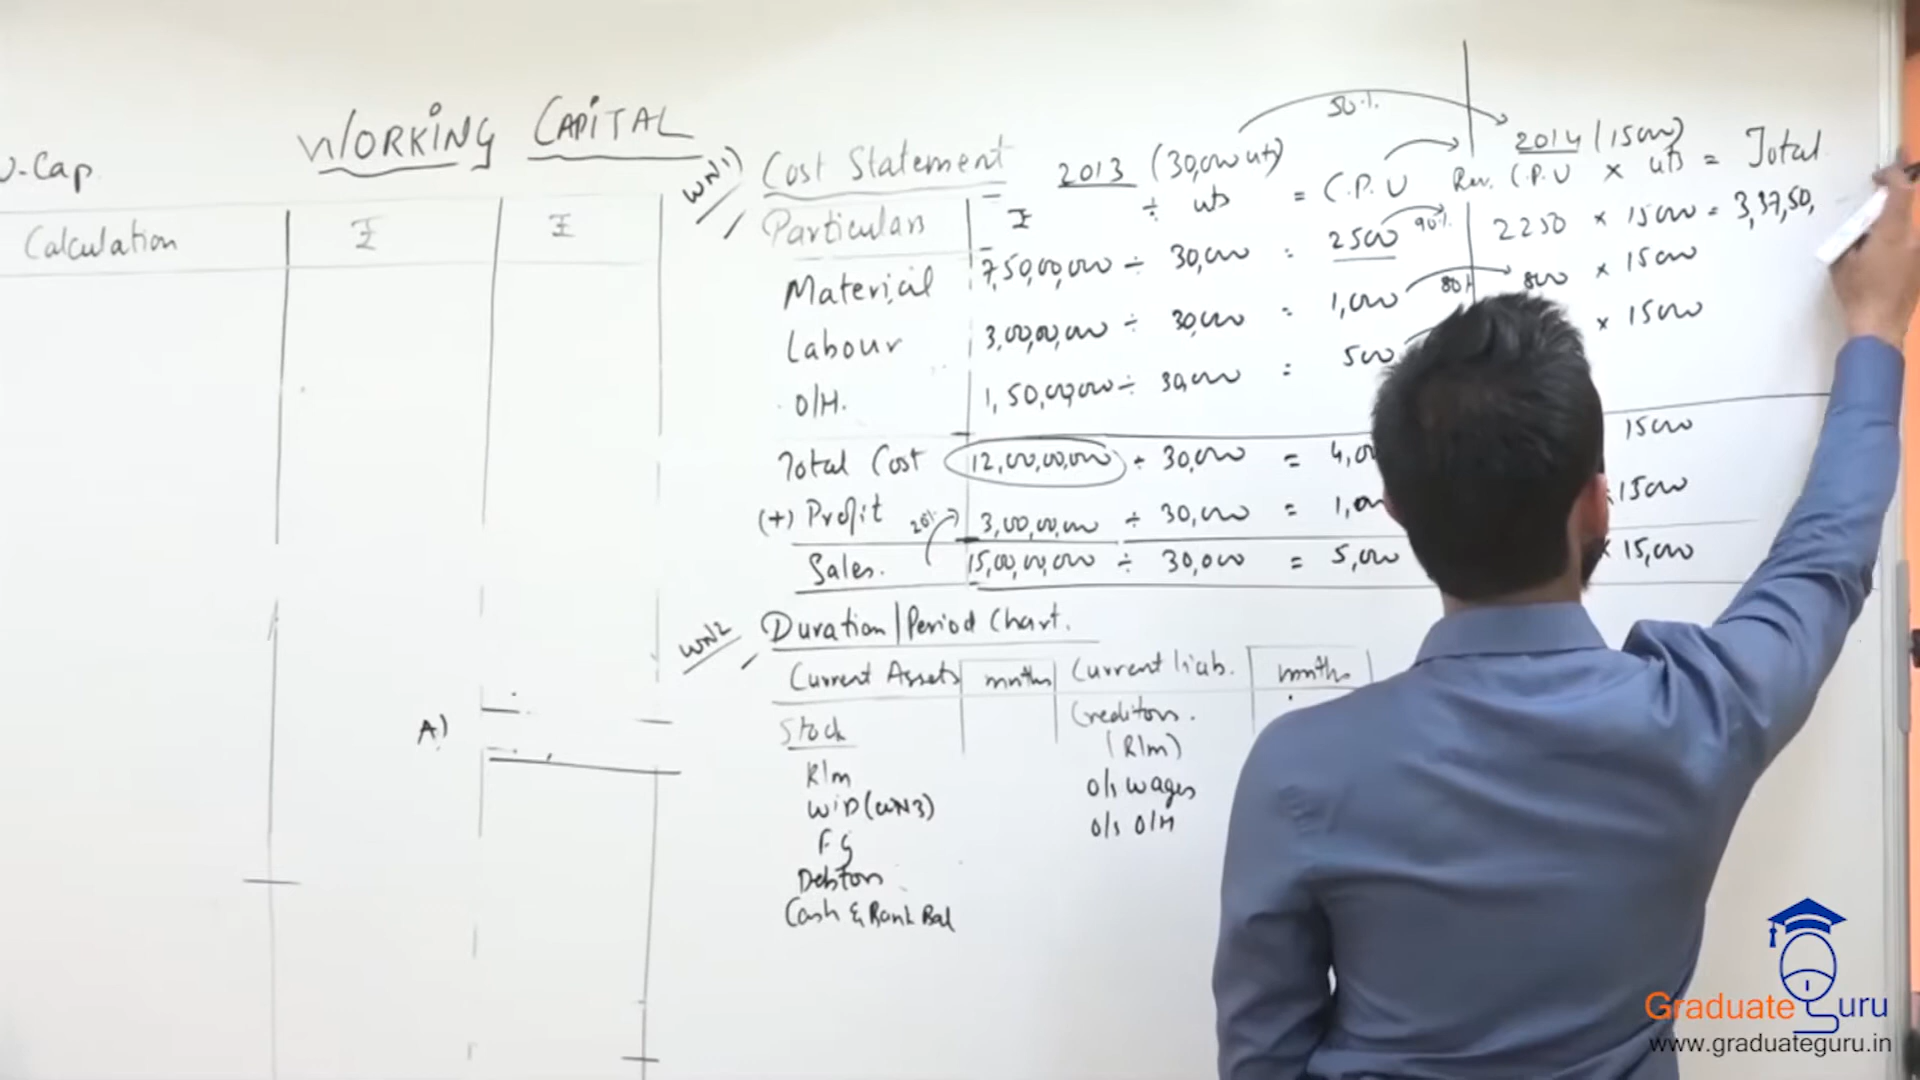 WORKING CAPITAL
Calculation ₹ ₹
A)
WN1) Cost Statement 2013 (30,000 uts) 50% 2014 (15000)
Particulars ₹ ÷ uts = C.P.U Rev. C.P.U × uts = Total
Material 7,50,00,000 ÷ 30,000 = 2500 90% 2250 × 15000 = 3,37,50,
Labour 3,00,00,000 ÷ 30,000 = 1,000 80% 800 × 15000
O/H. 1,50,00,000 ÷ 30,000 = 500 × 15000
Total Cost 12,00,00,000 ÷ 30,000 = 4,00 15000
(+) Profit 20% 3,00,00,000 ÷ 30,000 = 1,00 15000
Sales. 15,00,00,000 ÷ 30,000 = 5,000 × 15,000
WN2 Duration/Period Chart.
Current Assets months Current liab. months
Stock Creditors.
R/m (R/m)
WIP (WN3) O/s wages
FG O/s O/H
Debtors
Cash & Bank Bal
Graduate Guru
www.graduateguru.in